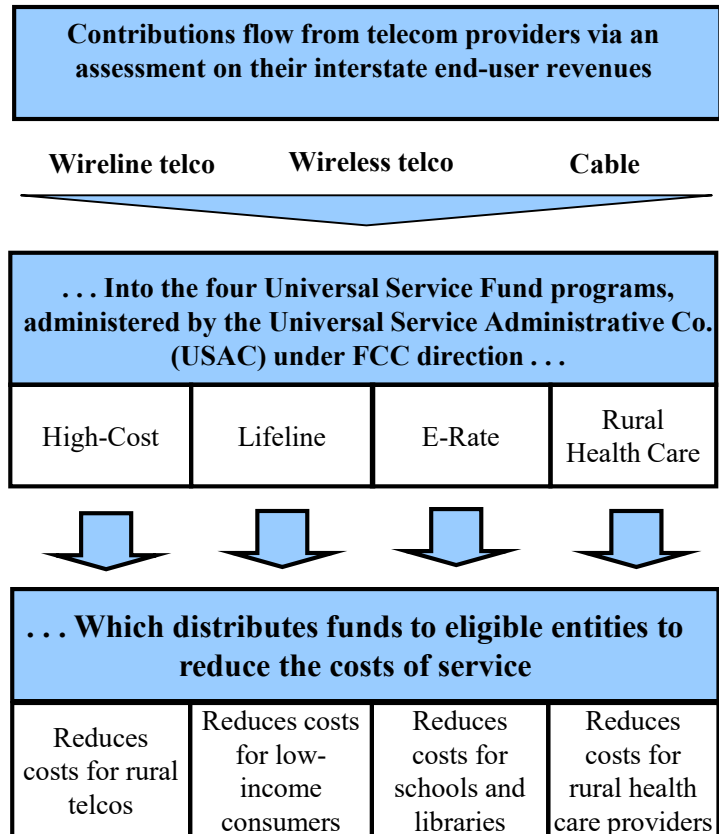 Contributions flow from telecom providers via an
assessment on their interstate end-user revenues
Wireline telco
Wireless telco
Cable
. . . Into the four Universal Service Fund programs,
administered by the Universal Service Administrative Co.
(USAC) under FCC direction . . .
High-Cost
Lifeline
E-Rate
Rural
Health Care
. . . Which distributes funds to eligible entities to
reduce the costs of service
Reduces
costs for rural
telcos
Reduces costs
for low-
income
consumers
Reduces
costs for
schools and
libraries
Reduces
costs for
rural health
care providers